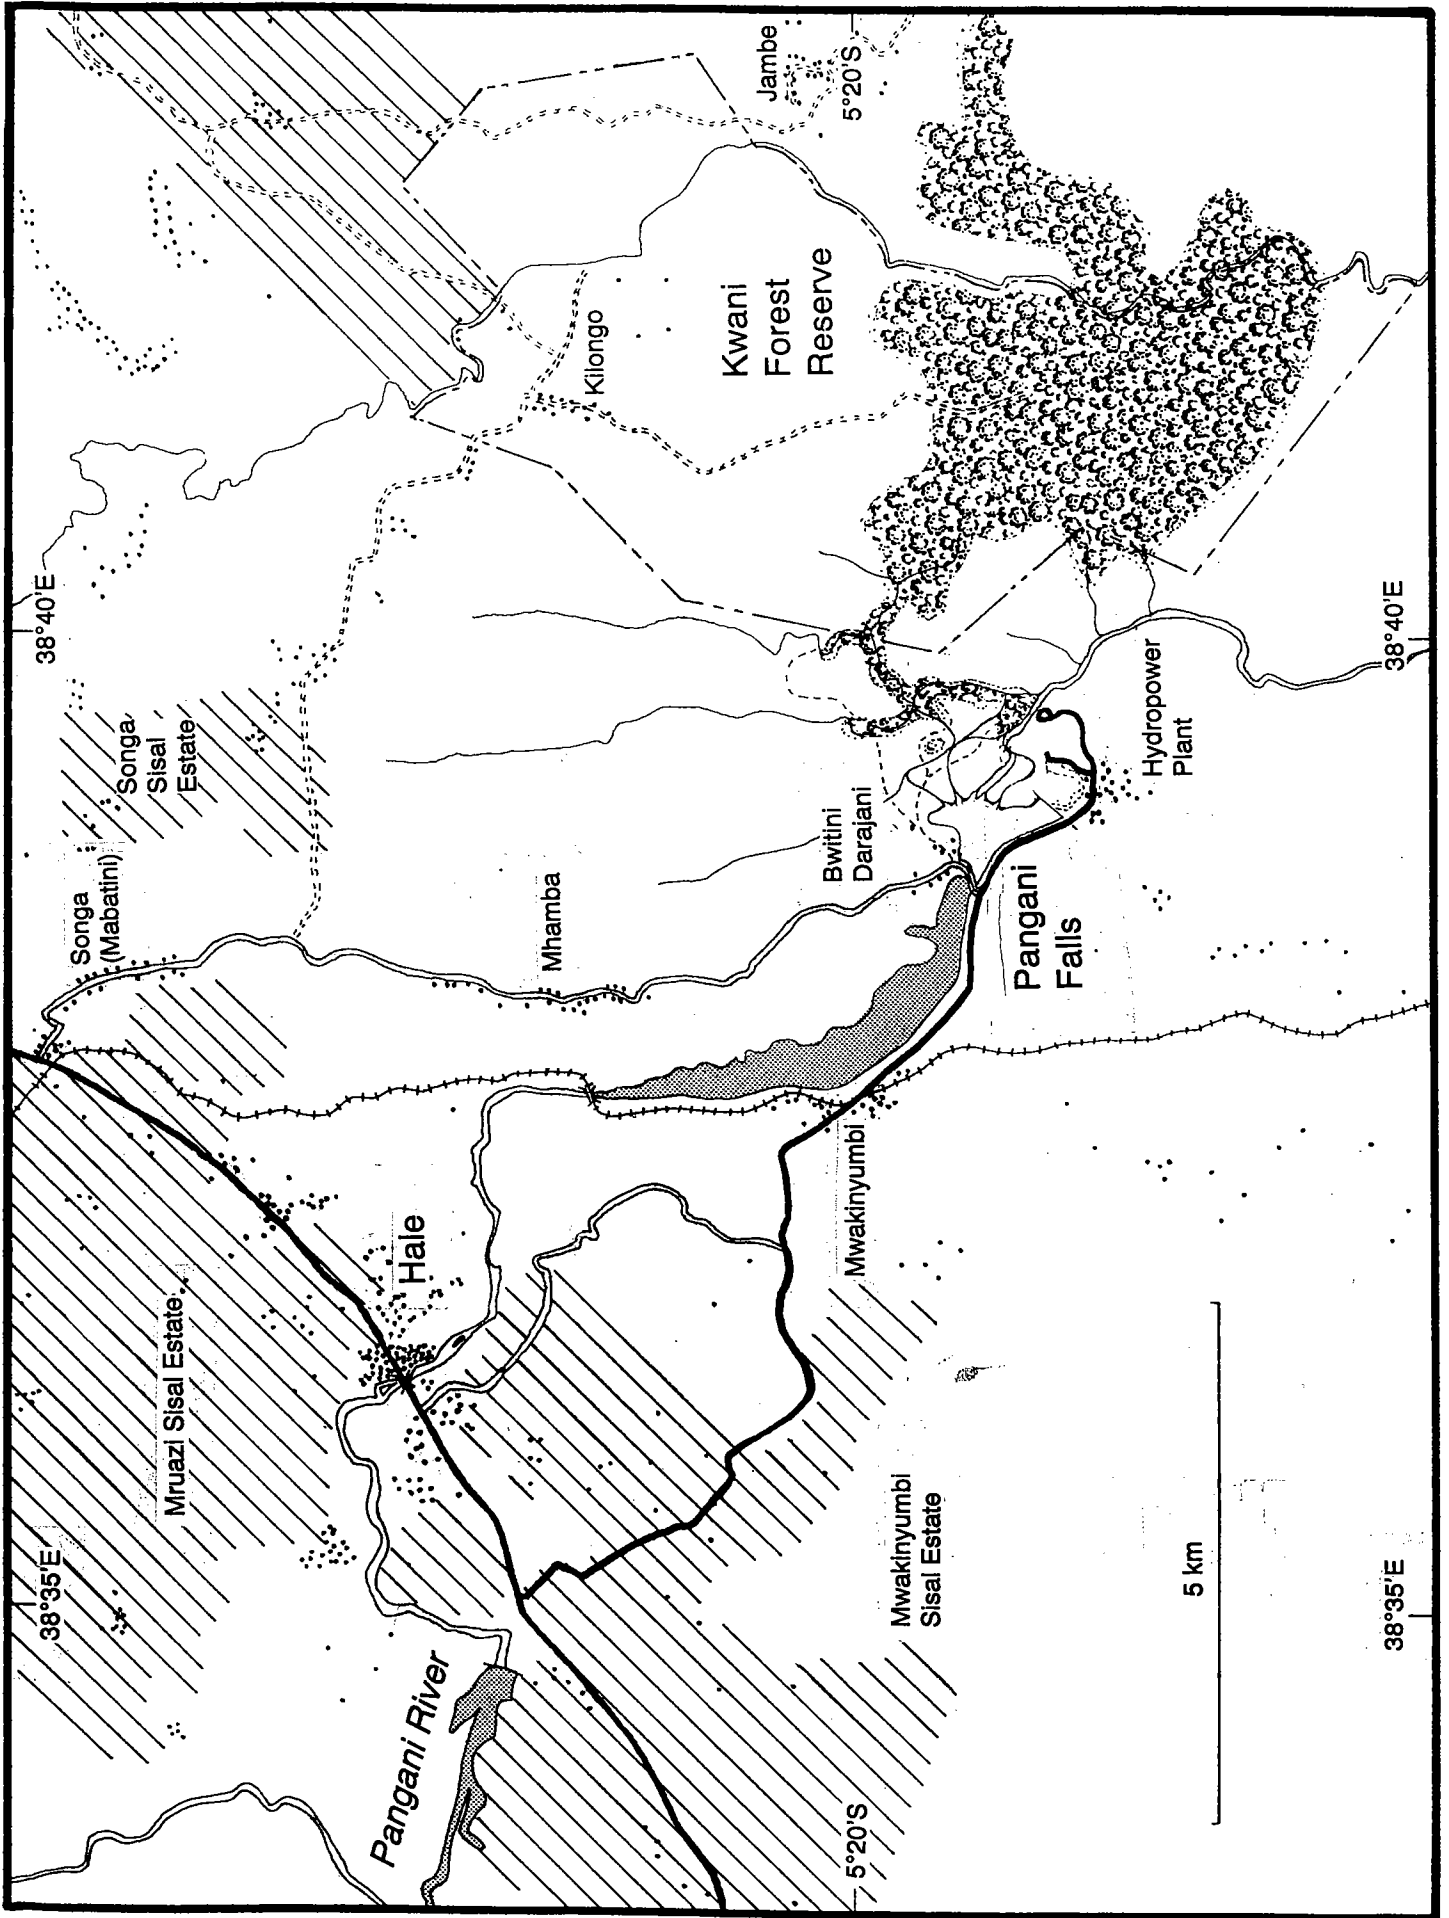 38°35'E
38°40'E
Songa
(Mabatini)
Songa
Sisal
Estate
Mruazi Sisal Estate
Pangani River
Hale
Mhamba
Kilongo
Kwani
Forest
Reserve
Jambe
5°20'S
5°20'S
Bwitini
Darajani
Mwakinyumbi
Mwakinyumbi
Sisal Estate
Pangani
Falls
Hydropower
Plant
5 km
38°35'E
38°40'E